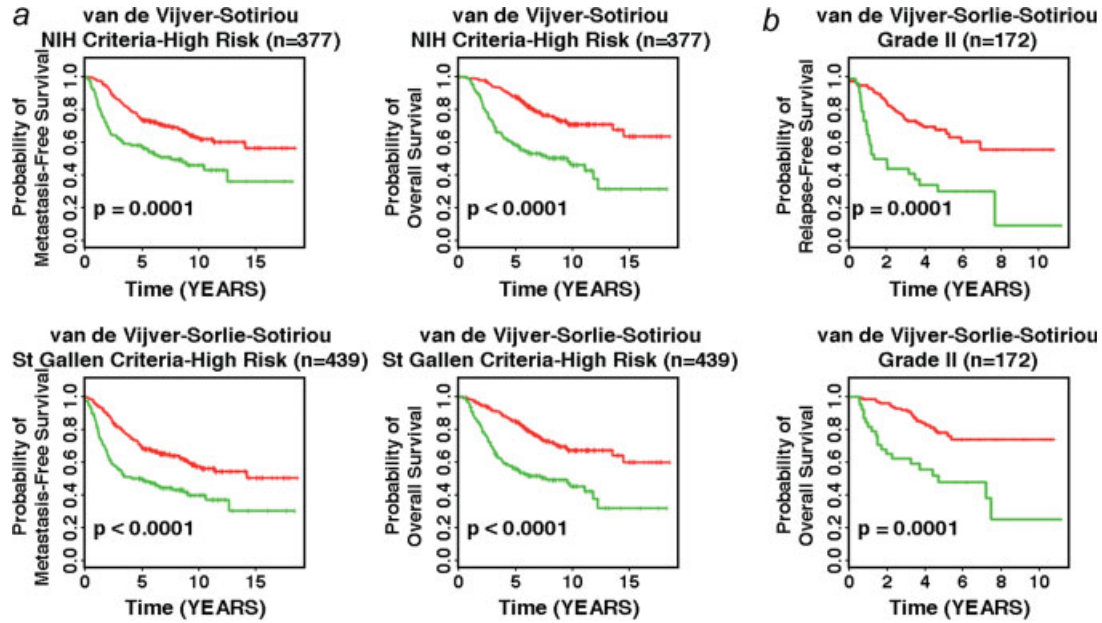 a
van de Vijver-Sotiriou
NIH Criteria-High Risk (n=377)
Probability of
Metastasis-Free Survival
0.0 0.2 0.4 0.6 0.8 1.0
p = 0.0001
0 5 10 15
Time (YEARS)
van de Vijver-Sotiriou
NIH Criteria-High Risk (n=377)
Probability of
Overall Survival
0.0 0.2 0.4 0.6 0.8 1.0
p < 0.0001
0 5 10 15
Time (YEARS)
b
van de Vijver-Sorlie-Sotiriou
Grade II (n=172)
Probability of
Relapse-Free Survival
0.0 0.2 0.4 0.6 0.8 1.0
p = 0.0001
0 2 4 6 8 10
Time (YEARS)
van de Vijver-Sorlie-Sotiriou
St Gallen Criteria-High Risk (n=439)
Probability of
Metastasis-Free Survival
0.0 0.2 0.4 0.6 0.8 1.0
p < 0.0001
0 5 10 15
Time (YEARS)
van de Vijver-Sorlie-Sotiriou
St Gallen Criteria-High Risk (n=439)
Probability of
Overall Survival
0.0 0.2 0.4 0.6 0.8 1.0
p < 0.0001
0 5 10 15
Time (YEARS)
van de Vijver-Sorlie-Sotiriou
Grade II (n=172)
Probability of
Overall Survival
0.0 0.2 0.4 0.6 0.8 1.0
p = 0.0001
0 2 4 6 8 10
Time (YEARS)